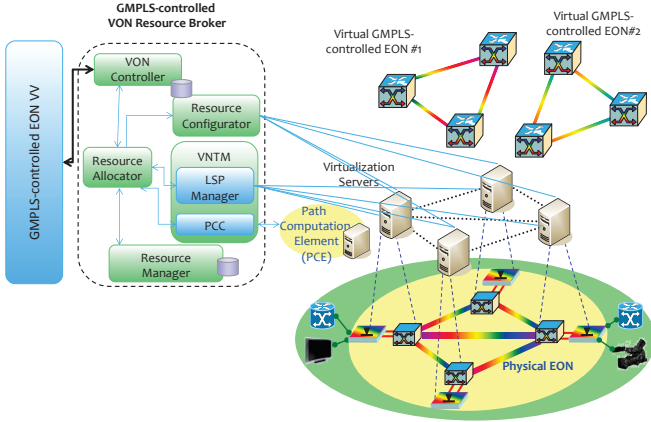 GMPLS-controlled
VON Resource Broker
GMPLS-controlled EON VV
VON
Controller
Resource
Configurator
Resource
Allocator
VNTM
LSP
Manager
PCC
Resource
Manager
Path
Computation
Element
(PCE)
Virtualization
Servers
Virtual GMPLS-
controlled EON #1
Virtual GMPLS-
controlled EON#2
Physical EON